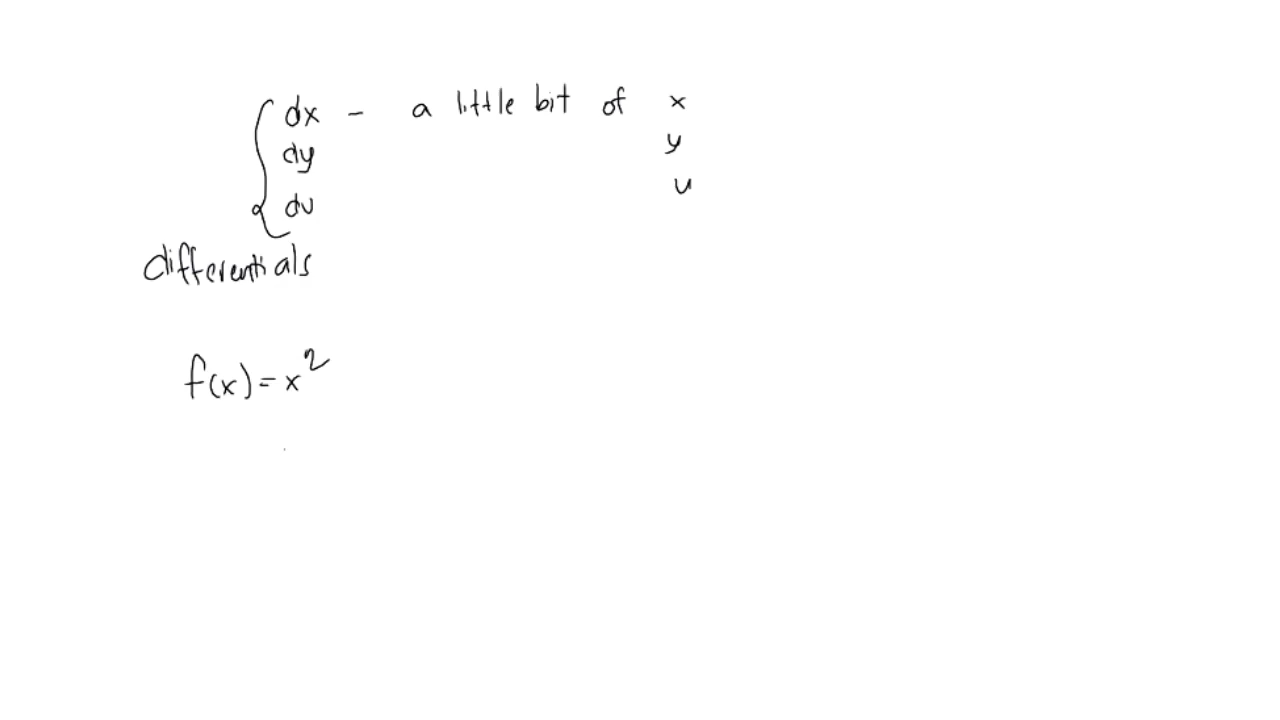 dx - a little bit of x
dy y
du u
differentials
f(x) = x²